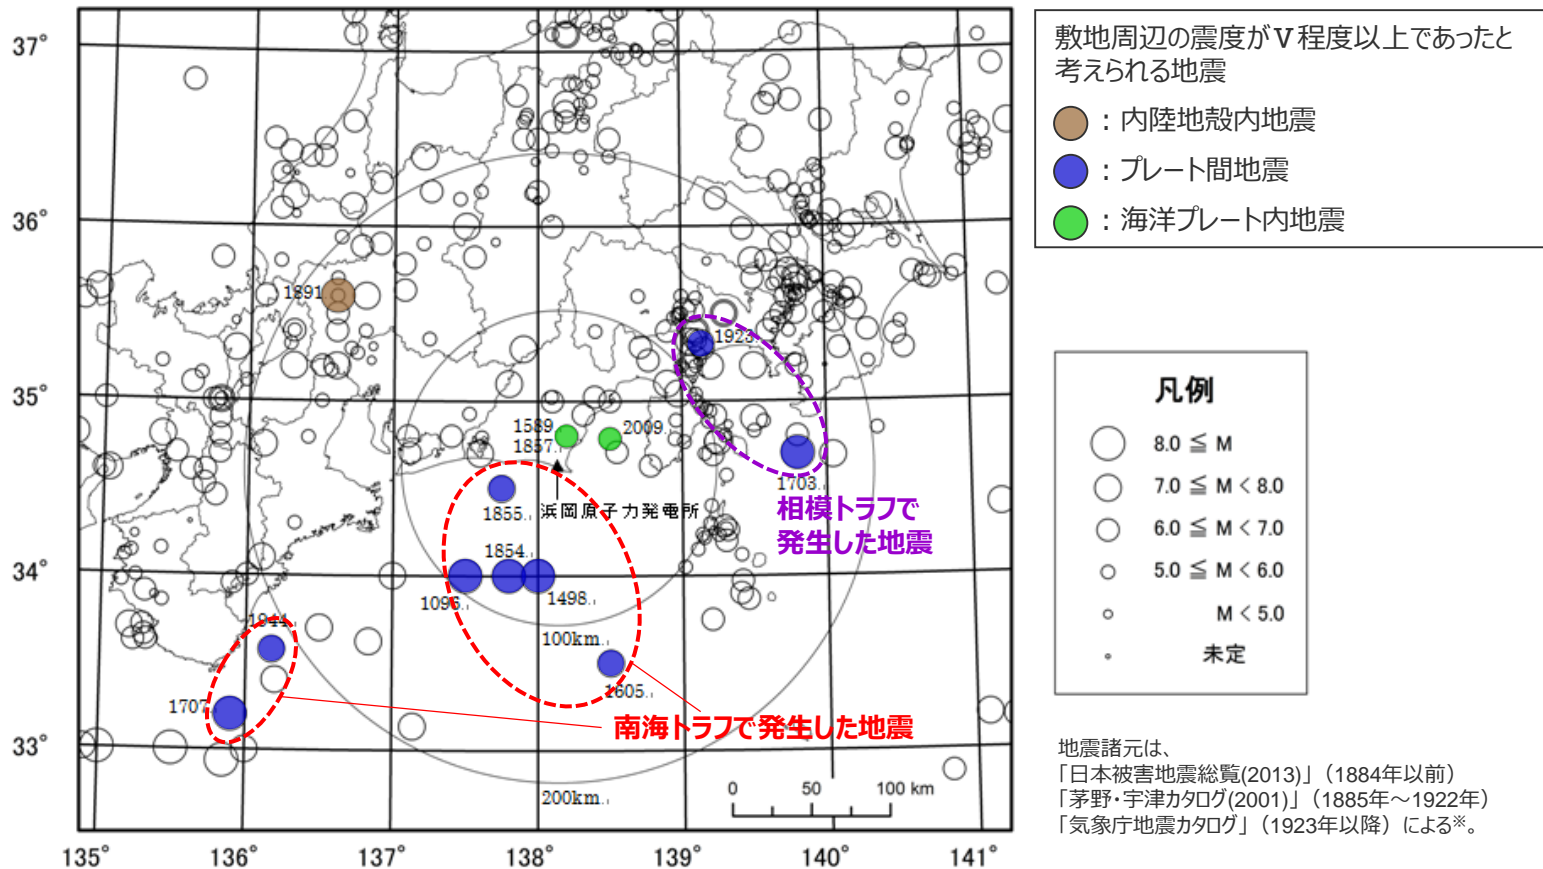 37°
36°
35°
34°
33°
135°
136°
137°
138°
139°
140°
141°
1891
1923
1589
1857
2009
1703
浜岡原子力発電所
1855
1854
1096
1498
100km
1944
1605
1707
200km
相模トラフで
発生した地震
南海トラフで発生した地震
0 50 100 km
敷地周辺の震度がⅤ程度以上であったと
考えられる地震
：内陸地殻内地震
：プレート間地震
：海洋プレート内地震
凡例
8.0 ≦ M
7.0 ≦ M < 8.0
6.0 ≦ M < 7.0
5.0 ≦ M < 6.0
M < 5.0
未定
地震諸元は、
「日本被害地震総覧(2013)」（1884年以前）
「茅野・宇津カタログ(2001)」（1885年～1922年）
「気象庁地震カタログ」（1923年以降）による※。